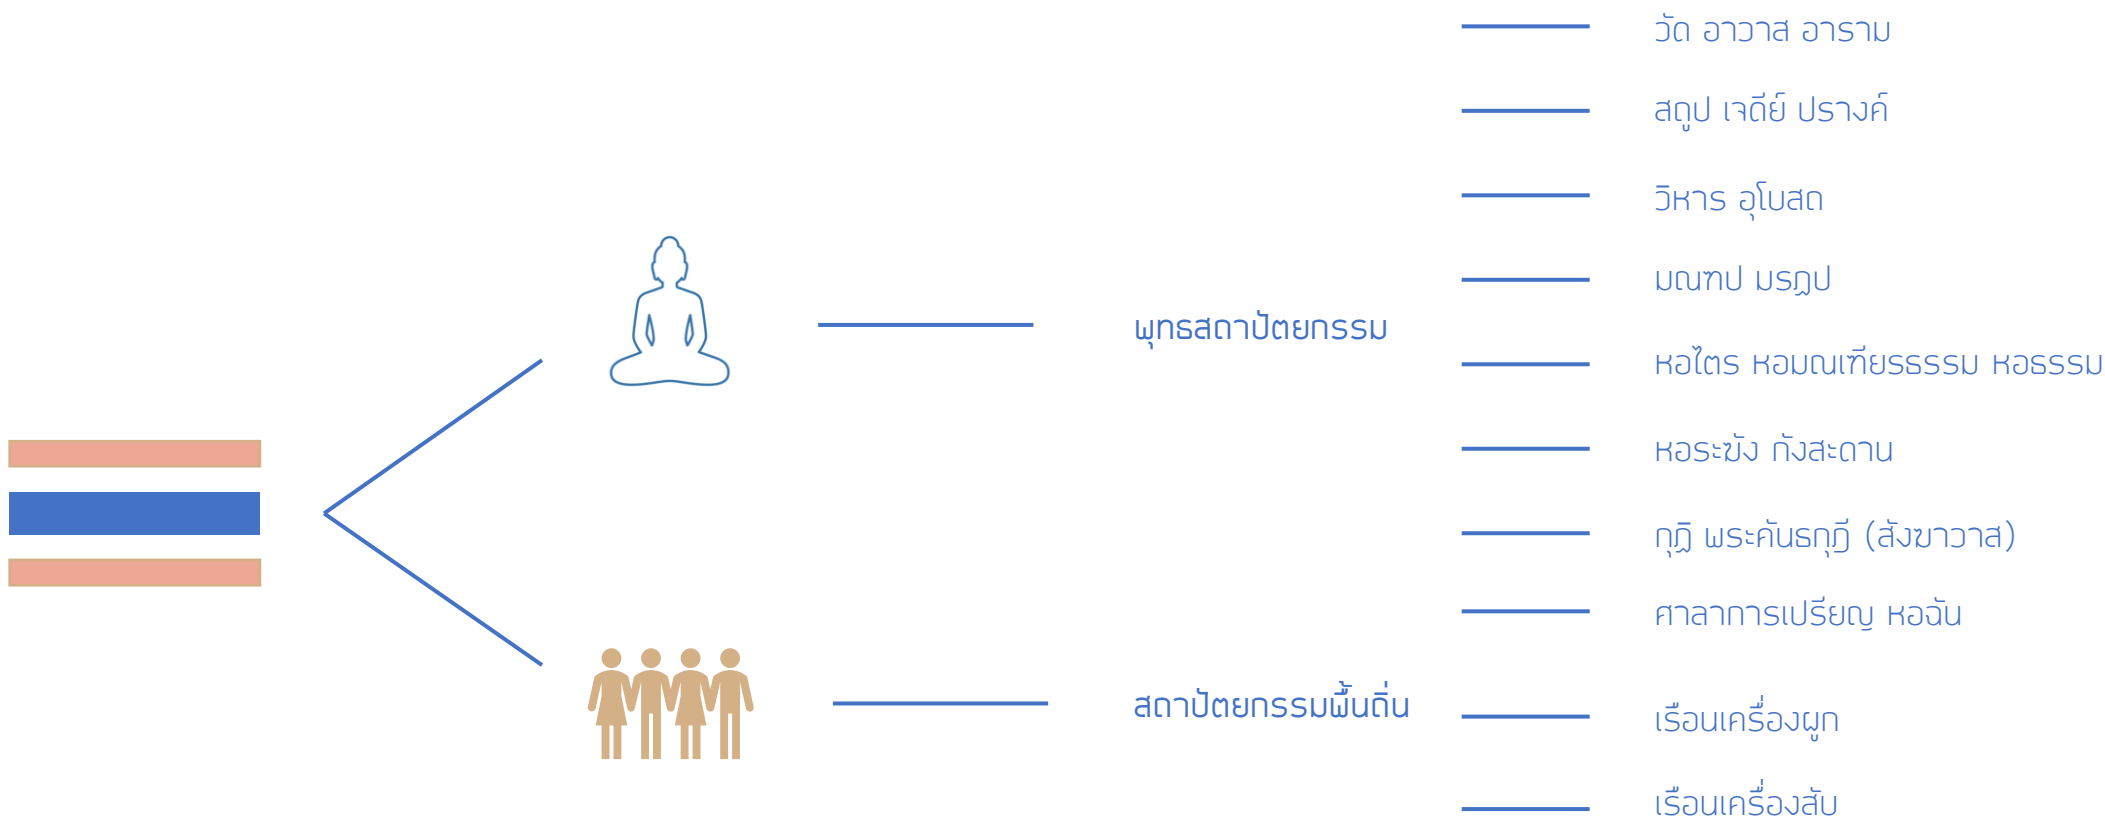 วัด อาวาส อาราม
สถูป เจดีย์ ปรางค์
วิหาร อุโบสถ
มณฑป มรฎป
พุทธสถาปัตยกรรม
หอไตร หอมณเฑียรธรรม หอธรรม
หอระฆัง กังสะดาน
กุฏิ พระคันธกุฎี (สังฆาวาส)
ศาลาการเปรียญ หอฉัน
สถาปัตยกรรมพื้นถิ่น
เรือนเครื่องผูก
เรือนเครื่องสับ